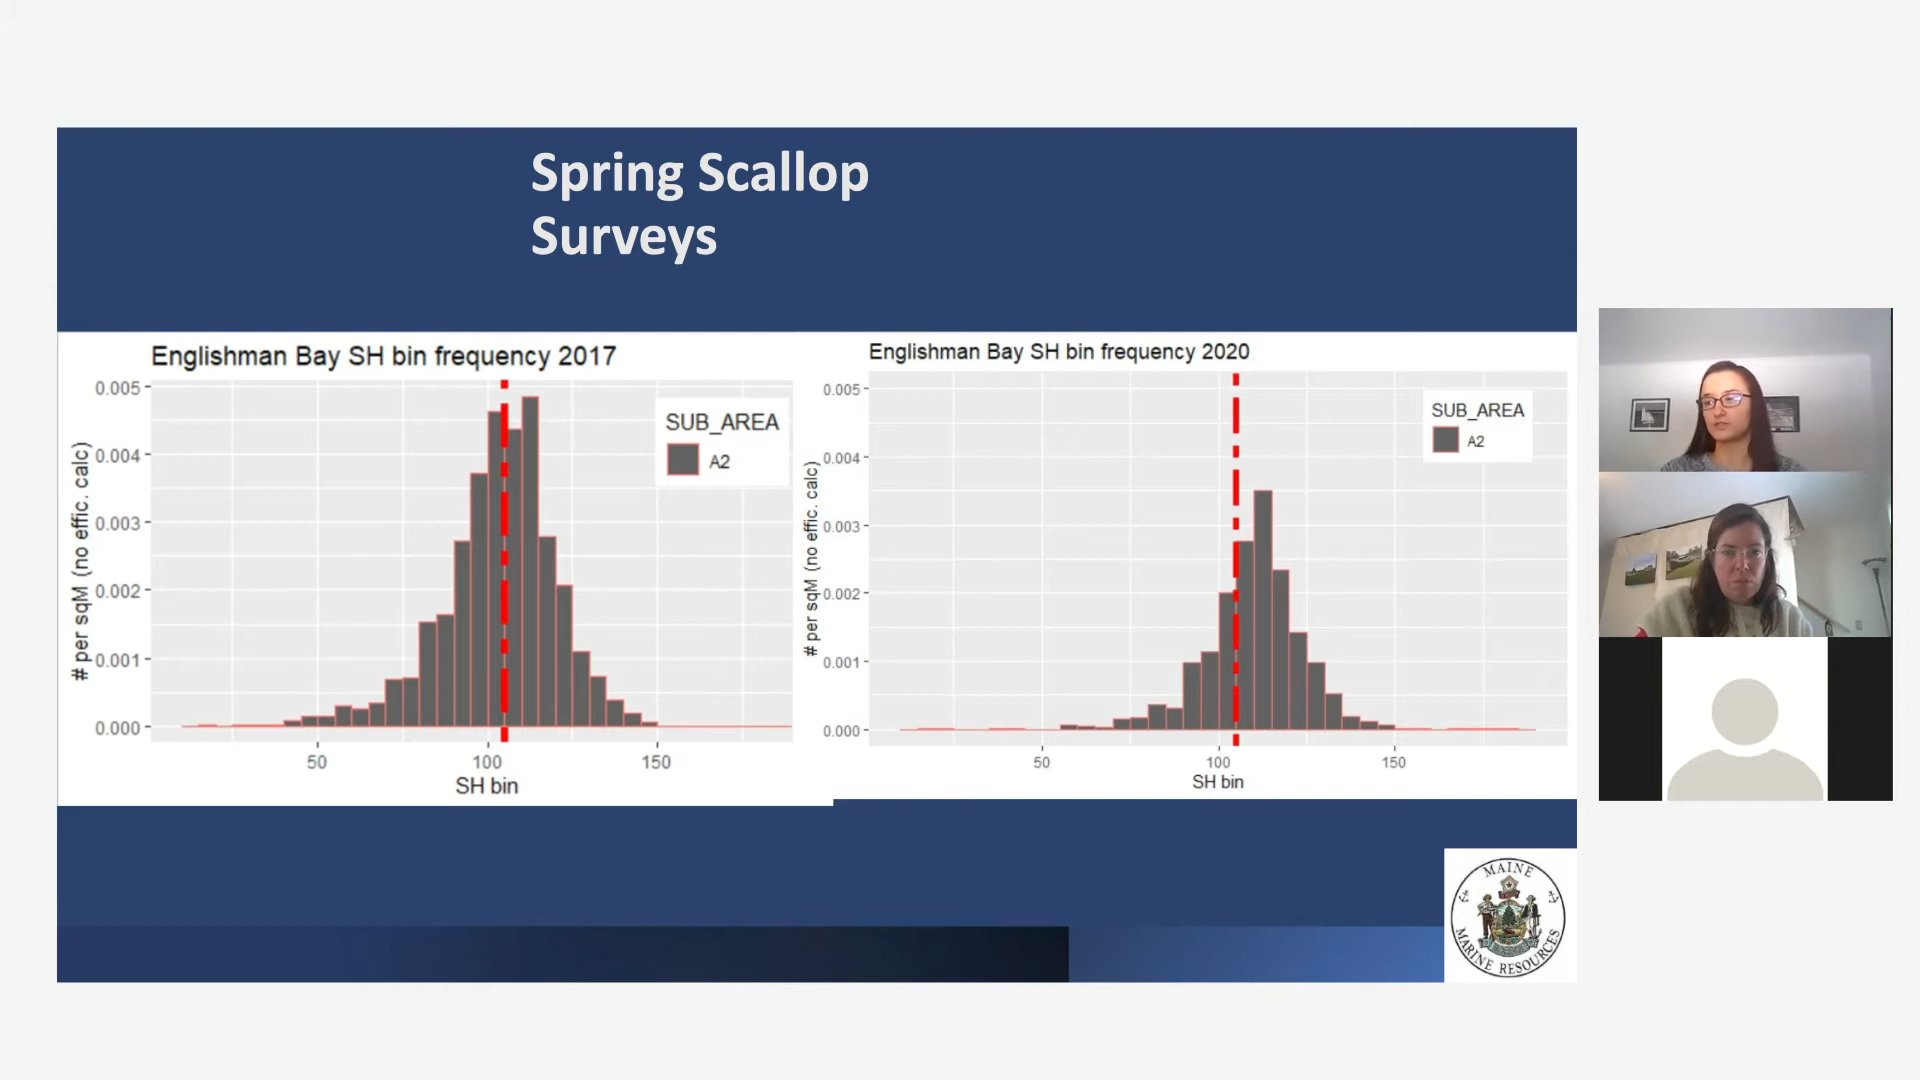 Spring Scallop
Surveys
Englishman Bay SH bin frequency 2017
# per sqM (no effic. calc)
0.005
0.004
0.003
0.002
0.001
0.000
50
100
150
SH bin
SUB_AREA
A2
Englishman Bay SH bin frequency 2020
# per sqM (no effic. calc)
0.005
0.004
0.003
0.002
0.001
0.000
50
100
150
SH bin
SUB_AREA
A2
MAINE
MARINE RESOURCES